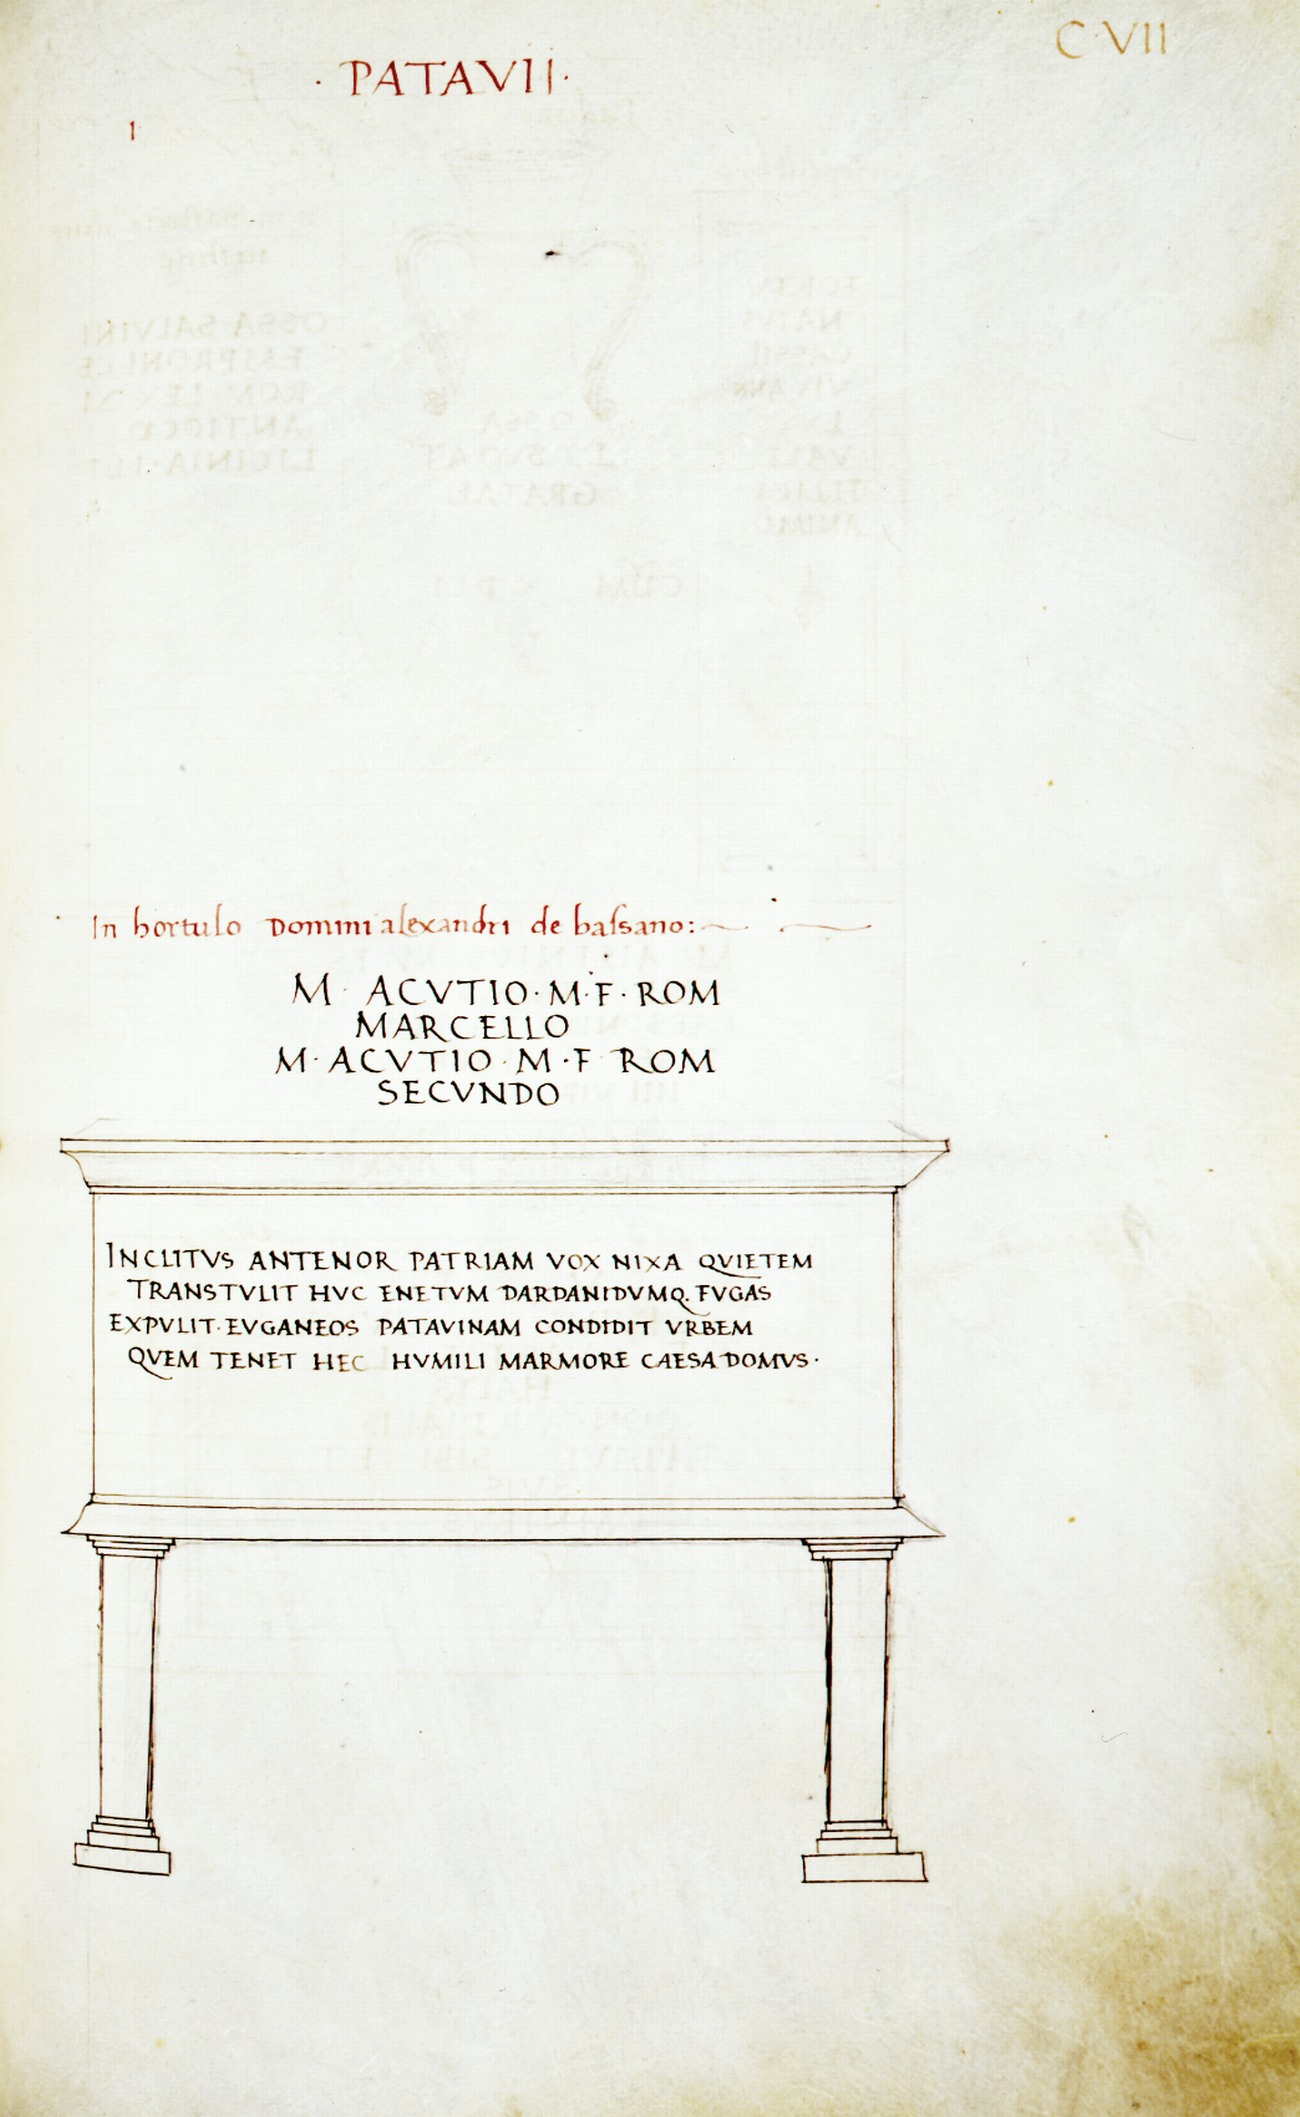 C·VII
·PATAVII·
I
In hortulo Domini alexandri de bassano:
M· ACVTIO·M·F·ROM
MARCELLO
M·ACVTIO·M·F ROM
SECVNDO
INCLITVS ANTENOR PATRIAM VOX NIXA QVIETEM
TRANSTVLIT HVC ENETVM DARDANIDVMQ. FVGAS
EXPVLIT·EVGANEOS PATAVINAM CONDIDIT VRBEM
QVEM TENET HEC HVMILI MARMORE CAESA DOMVS·